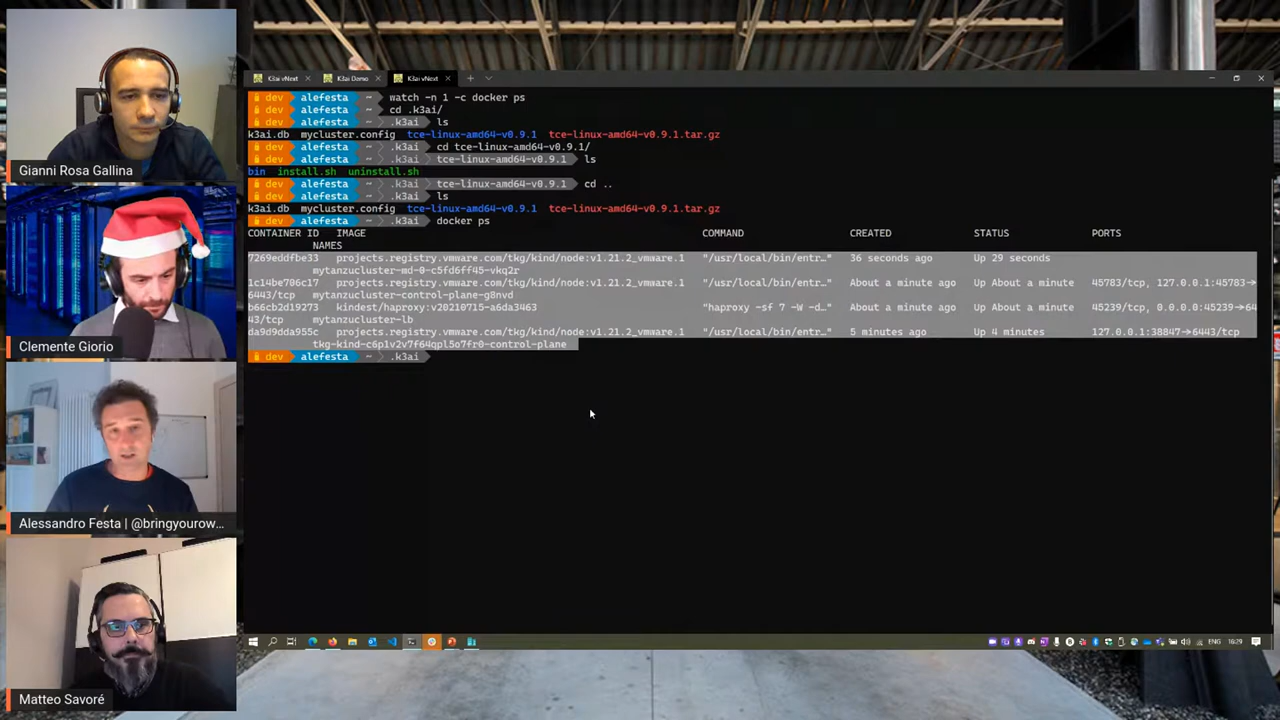 Gianni Rosa Gallina
Clemente Giorio
Alessandro Festa | @bringyourow...
Matteo Savoré
K3ai vNext K3ai Demo K3ai vNext
dev alefesta ~ watch -n 1 -c docker ps
dev alefesta ~ cd .k3ai/
dev alefesta ~ .k3ai ls
k3ai.db mycluster.config tce-linux-amd64-v0.9.1 tce-linux-amd64-v0.9.1.tar.gz
dev alefesta ~ .k3ai cd tce-linux-amd64-v0.9.1/
dev alefesta ~ .k3ai tce-linux-amd64-v0.9.1 ls
bin install.sh uninstall.sh
dev alefesta ~ .k3ai tce-linux-amd64-v0.9.1 cd ..
dev alefesta ~ .k3ai ls
k3ai.db mycluster.config tce-linux-amd64-v0.9.1 tce-linux-amd64-v0.9.1.tar.gz
dev alefesta ~ .k3ai docker ps
CONTAINER ID IMAGE COMMAND CREATED STATUS PORTS
NAMES
7269eddfbe33 projects.registry.vmware.com/tkg/kind/node:v1.21.2_vmware.1 "/usr/local/bin/entr…" 36 seconds ago Up 29 seconds
mytanzucluster-md-0-c5fd6ff45-vkq2r
1c14be706c17 projects.registry.vmware.com/tkg/kind/node:v1.21.2_vmware.1 "/usr/local/bin/entr…" About a minute ago Up About a minute 45783/tcp, 127.0.0.1:45783->
6443/tcp mytanzucluster-control-plane-g8nvd
b66cb2d19273 kindest/haproxy:v20210715-a6da3463 "haproxy -sf 7 -W -d…" About a minute ago Up About a minute 45239/tcp, 0.0.0.0:45239->64
43/tcp mytanzucluster-lb
da9d9dda955c projects.registry.vmware.com/tkg/kind/node:v1.21.2_vmware.1 "/usr/local/bin/entr…" 5 minutes ago Up 4 minutes 127.0.0.1:38847->6443/tcp
tkg-kind-c6p1v2v7f64qpl5o7fr0-control-plane
dev alefesta ~ .k3ai
ENG 16:29